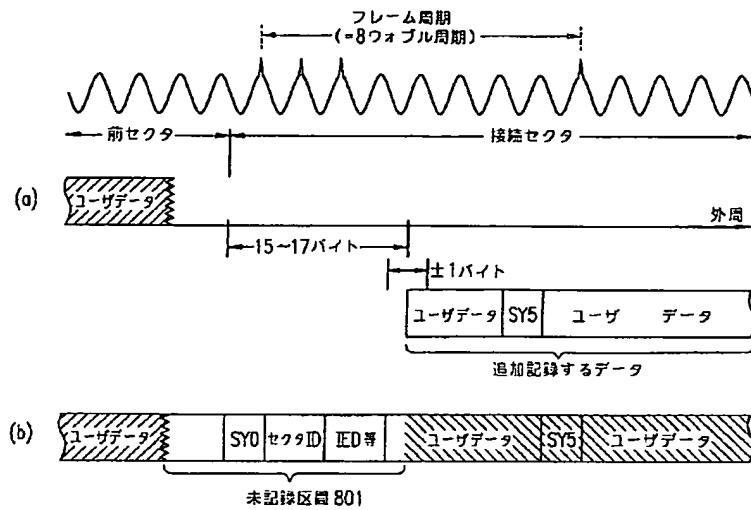 フレーム周期
(=8ウォブル周期)
前セクタ
接続セクタ
(a)
ユーザデータ
外周
15~17バイト
±1バイト
ユーザデータ SY5 ユーザ データ
追加記録するデータ
(b)
ユーザデータ SY0 セクタID IED等 ユーザデータ SY5 ユーザデータ
未記録区間801